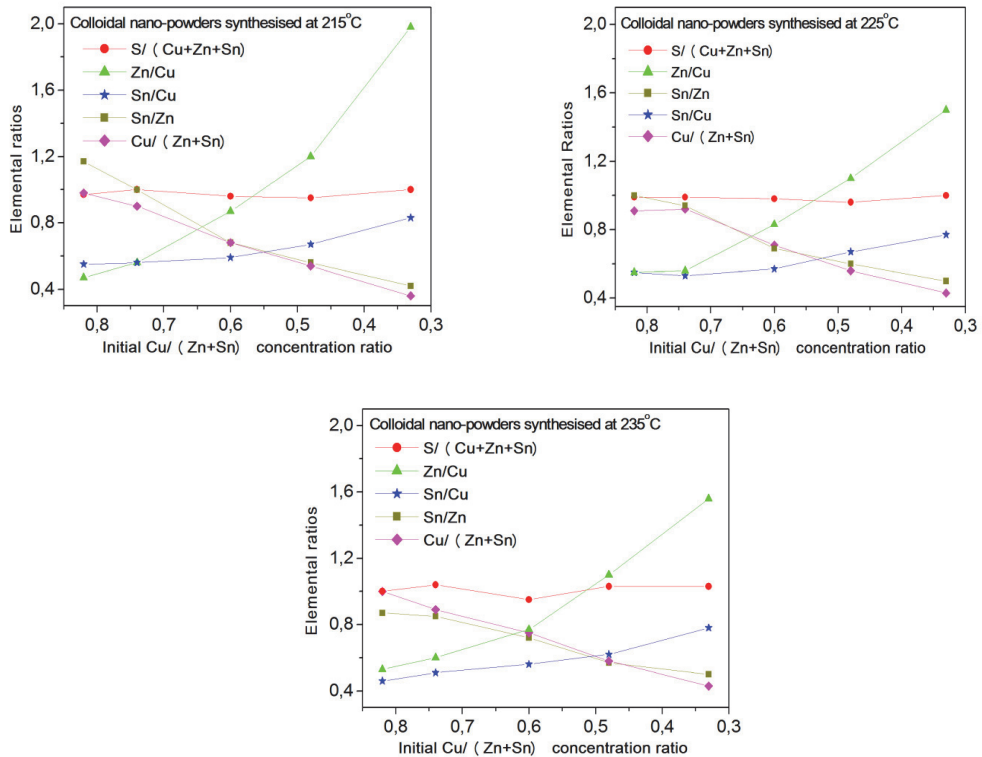 Colloidal nano-powders synthesised at 215°C
S/ (Cu+Zn+Sn)
Zn/Cu
Sn/Cu
Sn/Zn
Cu/ (Zn+Sn)
Elemental ratios
2,0
1,6
1,2
0,8
0,4
0,8 0,7 0,6 0,5 0,4 0,3
Initial Cu/ (Zn+Sn) concentration ratio
Colloidal nano-powders synthesised at 225°C
S/ (Cu+Zn+Sn)
Zn/Cu
Sn/Zn
Sn/Cu
Cu/ (Zn+Sn)
Elemental Ratios
2,0
1,6
1,2
0,8
0,4
0,8 0,7 0,6 0,5 0,4 0,3
Initial Cu/ (Zn+Sn) concentration ratio
Colloidal nano-powders synthesised at 235°C
S/ (Cu+Zn+Sn)
Zn/Cu
Sn/Cu
Sn/Zn
Cu/ (Zn+Sn)
Elemental ratios
2,0
1,6
1,2
0,8
0,4
0,8 0,7 0,6 0,5 0,4 0,3
Initial Cu/ (Zn+Sn) concentration ratio